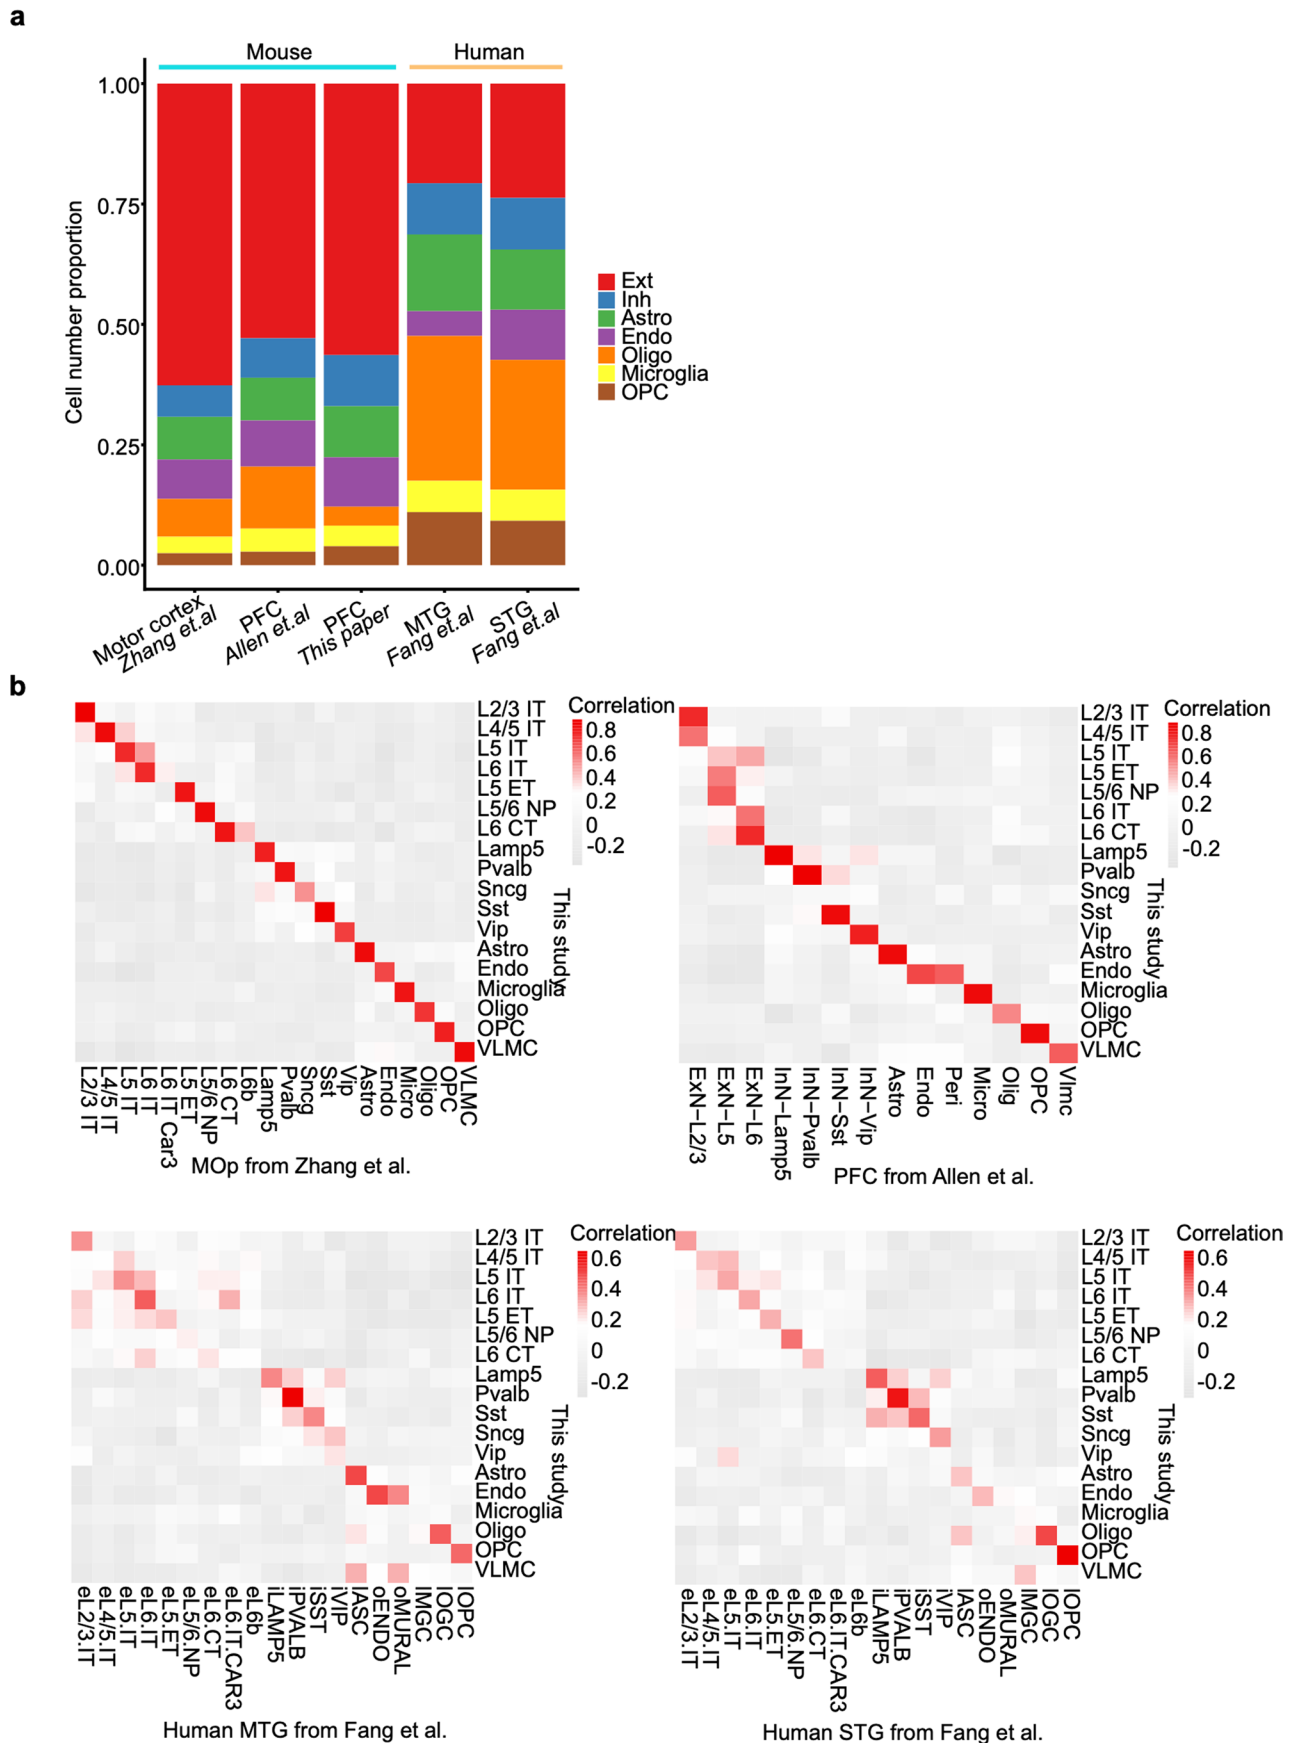 a
Mouse
Human
1.00
0.75
0.50
0.25
0.00
Cell number proportion
Ext
Inh
Astro
Endo
Oligo
Microglia
OPC
Motor cortex
Zhang et.al
PFC
Allen et.al
PFC
This paper
MTG
Fang et.al
STG
Fang et.al
b
L2/3 IT
L4/5 IT
L5 IT
L6 IT
L5 ET
L5/6 NP
L6 CT
Lamp5
Pvalb
Sncg
Sst
Vip
Astro
Endo
Microglia
Oligo
OPC
VLMC
This study
Correlation
0.8
0.6
0.4
0.2
0
-0.2
L2/3 IT
L4/5 IT
L5 IT
L6 IT
L6 IT Car3
L5 ET
L5/6 NP
L6 CT
L6b
Lamp5
Pvalb
Sncg
Sst
Vip
Astro
Endo
Micro
Oligo
OPC
VLMC
MOp from Zhang et al.
L2/3 IT
L4/5 IT
L5 IT
L5 ET
L5/6 NP
L6 IT
L6 CT
Lamp5
Pvalb
Sncg
Sst
Vip
Astro
Endo
Microglia
Oligo
OPC
VLMC
This study
Correlation
0.8
0.6
0.4
0.2
0
-0.2
ExN−L2/3
ExN−L5
ExN−L6
InN−Lamp5
InN−Pvalb
InN−Sst
InN−Vip
Astro
Endo
Peri
Micro
Olig
OPC
Vlmc
PFC from Allen et al.
L2/3 IT
L4/5 IT
L5 IT
L6 IT
L5 ET
L5/6 NP
L6 CT
Lamp5
Pvalb
Sst
Sncg
Vip
Astro
Endo
Microglia
Oligo
OPC
VLMC
This study
Correlation
0.6
0.4
0.2
0
-0.2
eL2/3.IT
eL4/5.IT
eL5.IT
eL6.IT
eL5.ET
eL5/6.NP
eL6.CT
eL6.IT.CAR3
eL6b
iLAMP5
iPVALB
iSST
iVIP
lASC
oENDO
oMURAL
lMGC
lOGC
lOPC
Human MTG from Fang et al.
L2/3 IT
L4/5 IT
L5 IT
L6 IT
L5 ET
L5/6 NP
L6 CT
Lamp5
Pvalb
Sst
Sncg
Vip
Astro
Endo
Microglia
Oligo
OPC
VLMC
This study
Correlation
0.6
0.4
0.2
0
-0.2
eL2/3.IT
eL4/5.IT
eL5.IT
eL6.IT
eL5.ET
eL5/6.NP
eL6.CT
eL6.IT.CAR3
eL6b
iLAMP5
iPVALB
iSST
iVIP
lASC
oENDO
oMURAL
lMGC
lOGC
lOPC
Human STG from Fang et al.